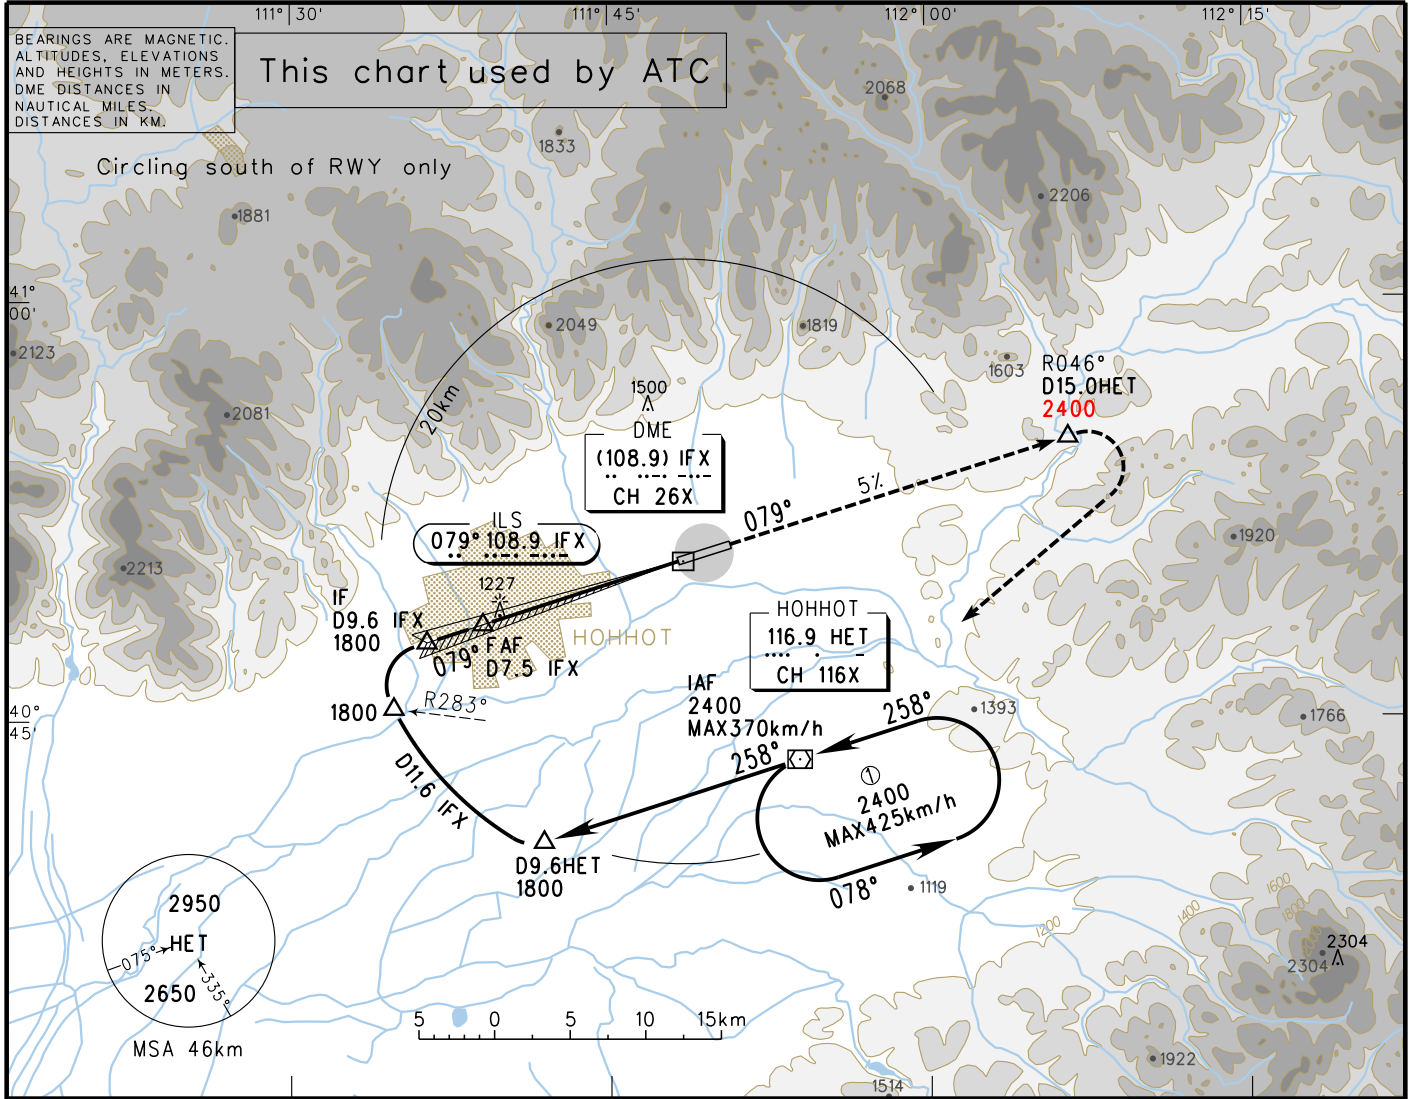 111° 30'
111° 45'
112° 00'
112° 15'
BEARINGS ARE MAGNETIC.
ALTITUDES, ELEVATIONS
AND HEIGHTS IN METERS.
DME DISTANCES IN
NAUTICAL MILES.
DISTANCES IN KM.
This chart used by ATC
Circling south of RWY only
2068
1833
2206
1881
41°
00'
2049
1819
2123
1603
R046°
D15.0HET
2400
1500
2081
20km
DME
(108.9) IFX
CH 26X
5%
079°
ILS
079° 108.9 IFX
1920
2213
1227
IF
D9.6 IFX
1800
HOHHOT
079°
FAF
D7.5 IFX
HOHHOT
116.9 HET
CH 116X
IAF
2400
MAX370km/h
258°
258°
R283°
1800
1393
1766
40°
45'
D11.6 IFX
1
2400
MAX425km/h
D9.6HET
1800
078°
1119
1600
1400
1800
1200
2304
2304
2950
HET
075°
335°
2650
MSA 46km
5 0 5 10 15km
1922
1514